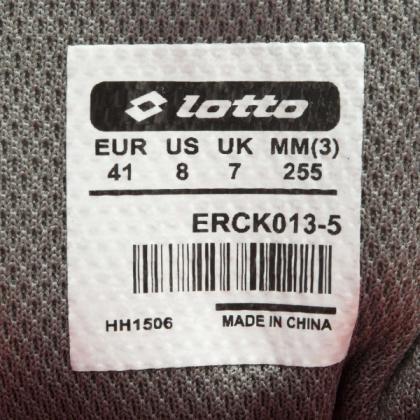 lotto
EUR US UK MM(3)
41 8 7 255
ERCK013-5
HH1506 MADE IN CHINA